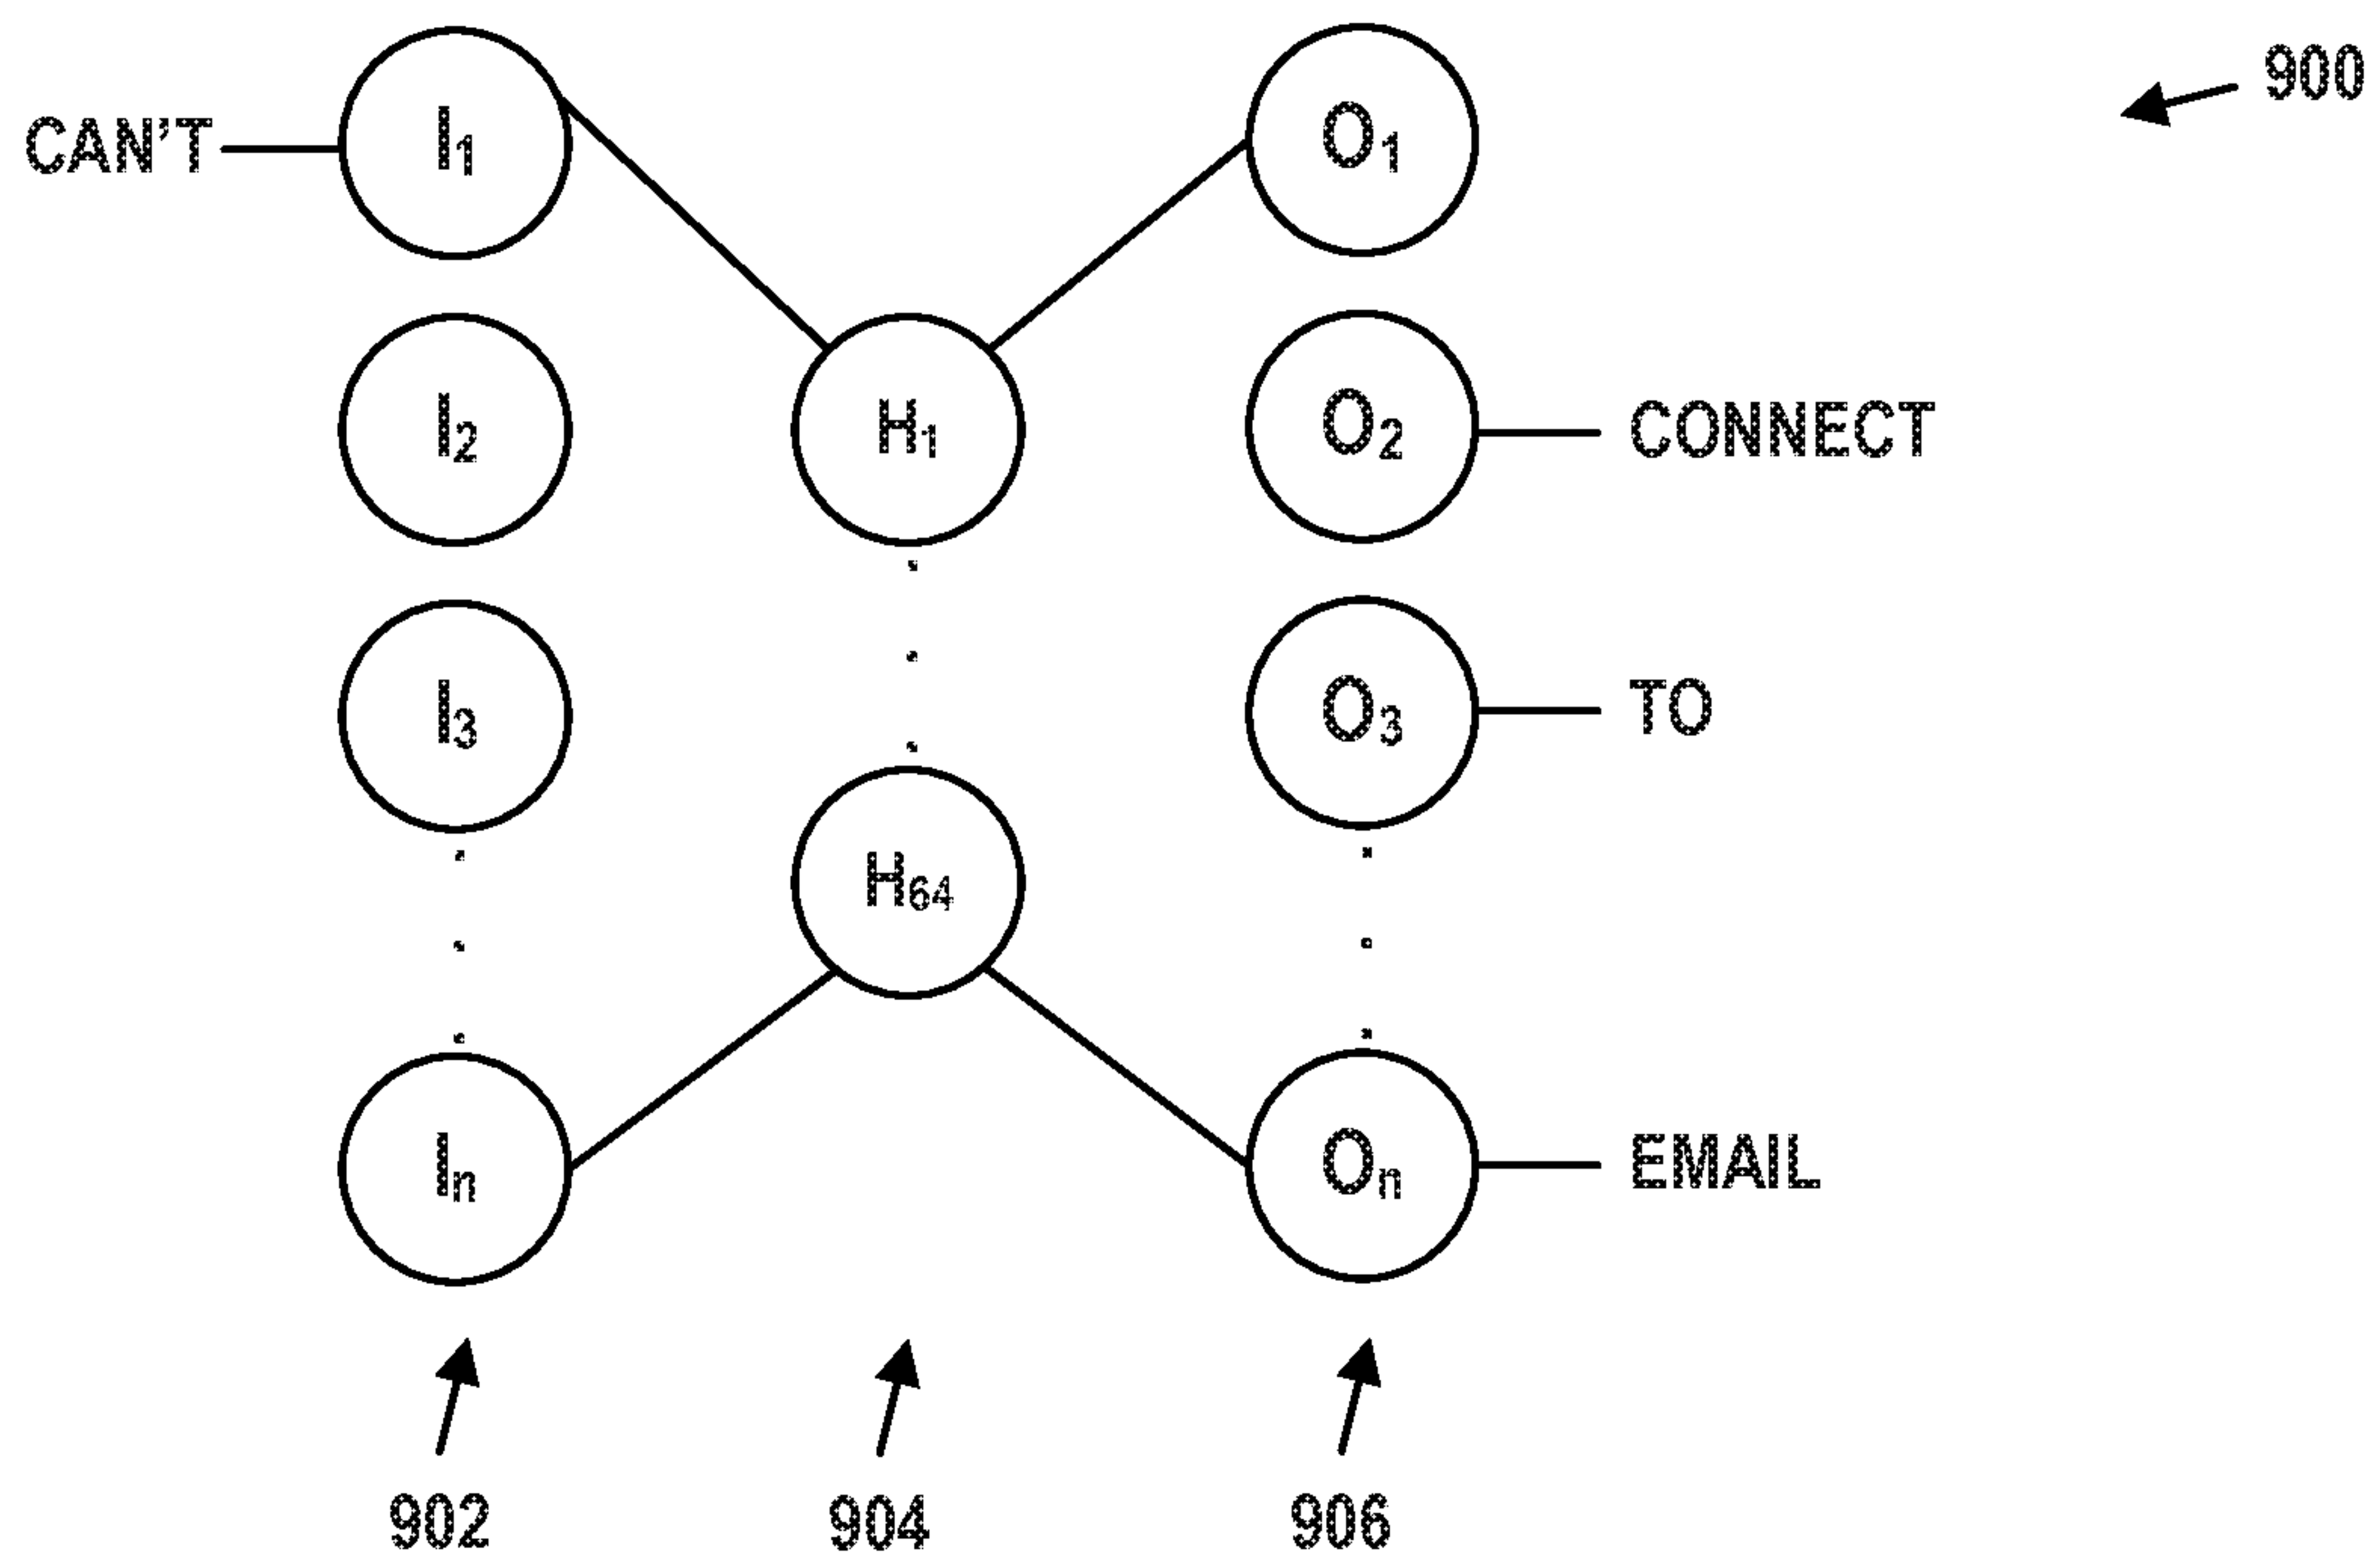 900
CAN'T I1 O1
I2 H1 O2 CONNECT
I3 O3 TO
H64
In On EMAIL
902 904 906